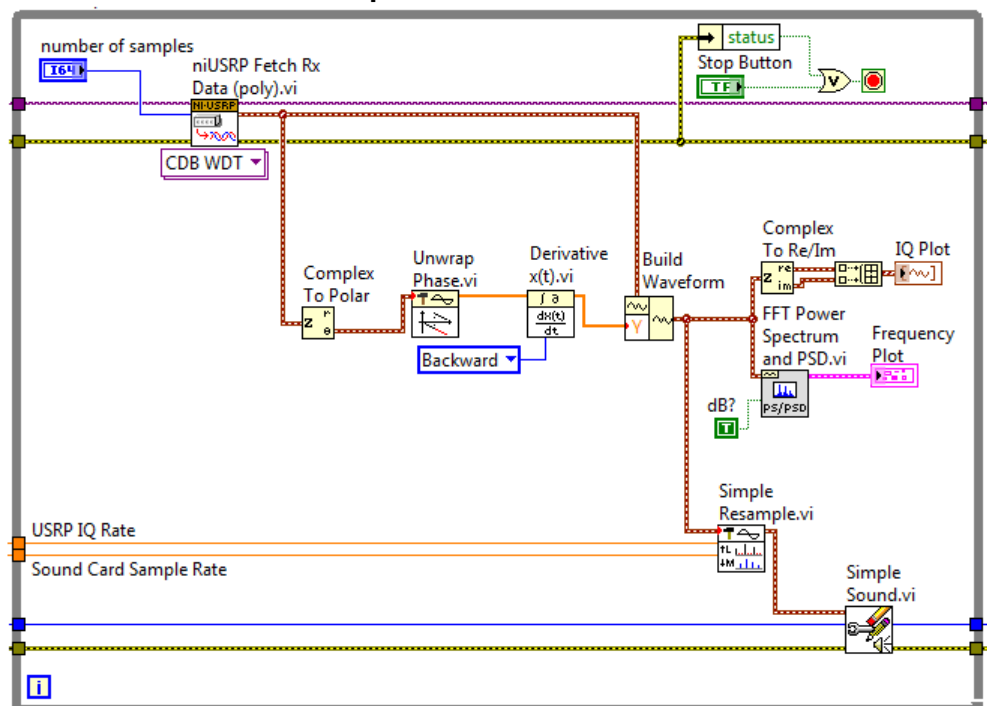 number of samples
I64
niUSRP Fetch Rx
Data (poly).vi
NI-USRP
CDB WDT
status
Stop Button
TF
V
Complex
To Polar
z
r
θ
Unwrap
Phase.vi
Derivative
x(t).vi
∫ ∂
dX(t)
dt
Backward
Build
Waveform
Y
Complex
To Re/Im
z
re
im
IQ Plot
FFT Power
Spectrum
and PSD.vi
PS/PSD
Frequency
Plot
dB?
T
Simple
Resample.vi
↑L
↓M
USRP IQ Rate
Sound Card Sample Rate
Simple
Sound.vi
i